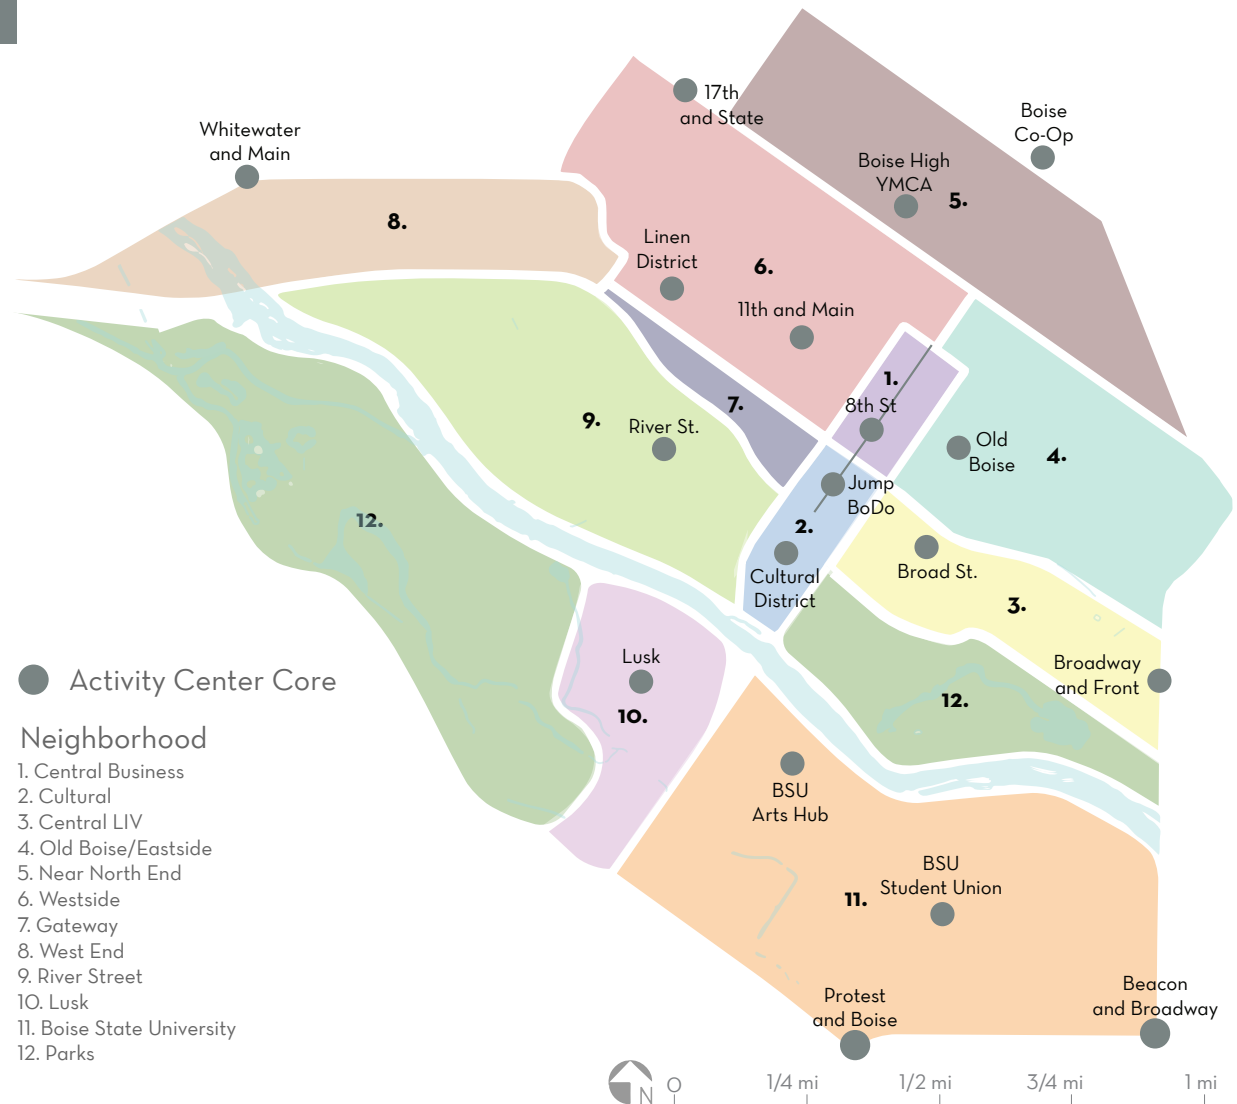 17th
and State
Boise
Co-Op
Whitewater
and Main
Boise High
YMCA
5.
8.
Linen
District
6.
11th and Main
1.
8th St
7.
9.
River St.
Old
Boise
4.
Jump
BoDo
2.
12.
Cultural
District
Broad St.
3.
Lusk
10.
Broadway
and Front
12.
Activity Center Core
Neighborhood
1. Central Business
2. Cultural
3. Central LIV
4. Old Boise/Eastside
5. Near North End
6. Westside
7. Gateway
8. West End
9. River Street
10. Lusk
11. Boise State University
12. Parks
BSU
Arts Hub
BSU
Student Union
11.
Protest
and Boise
Beacon
and Broadway
N 0 1/4 mi 1/2 mi 3/4 mi 1 mi